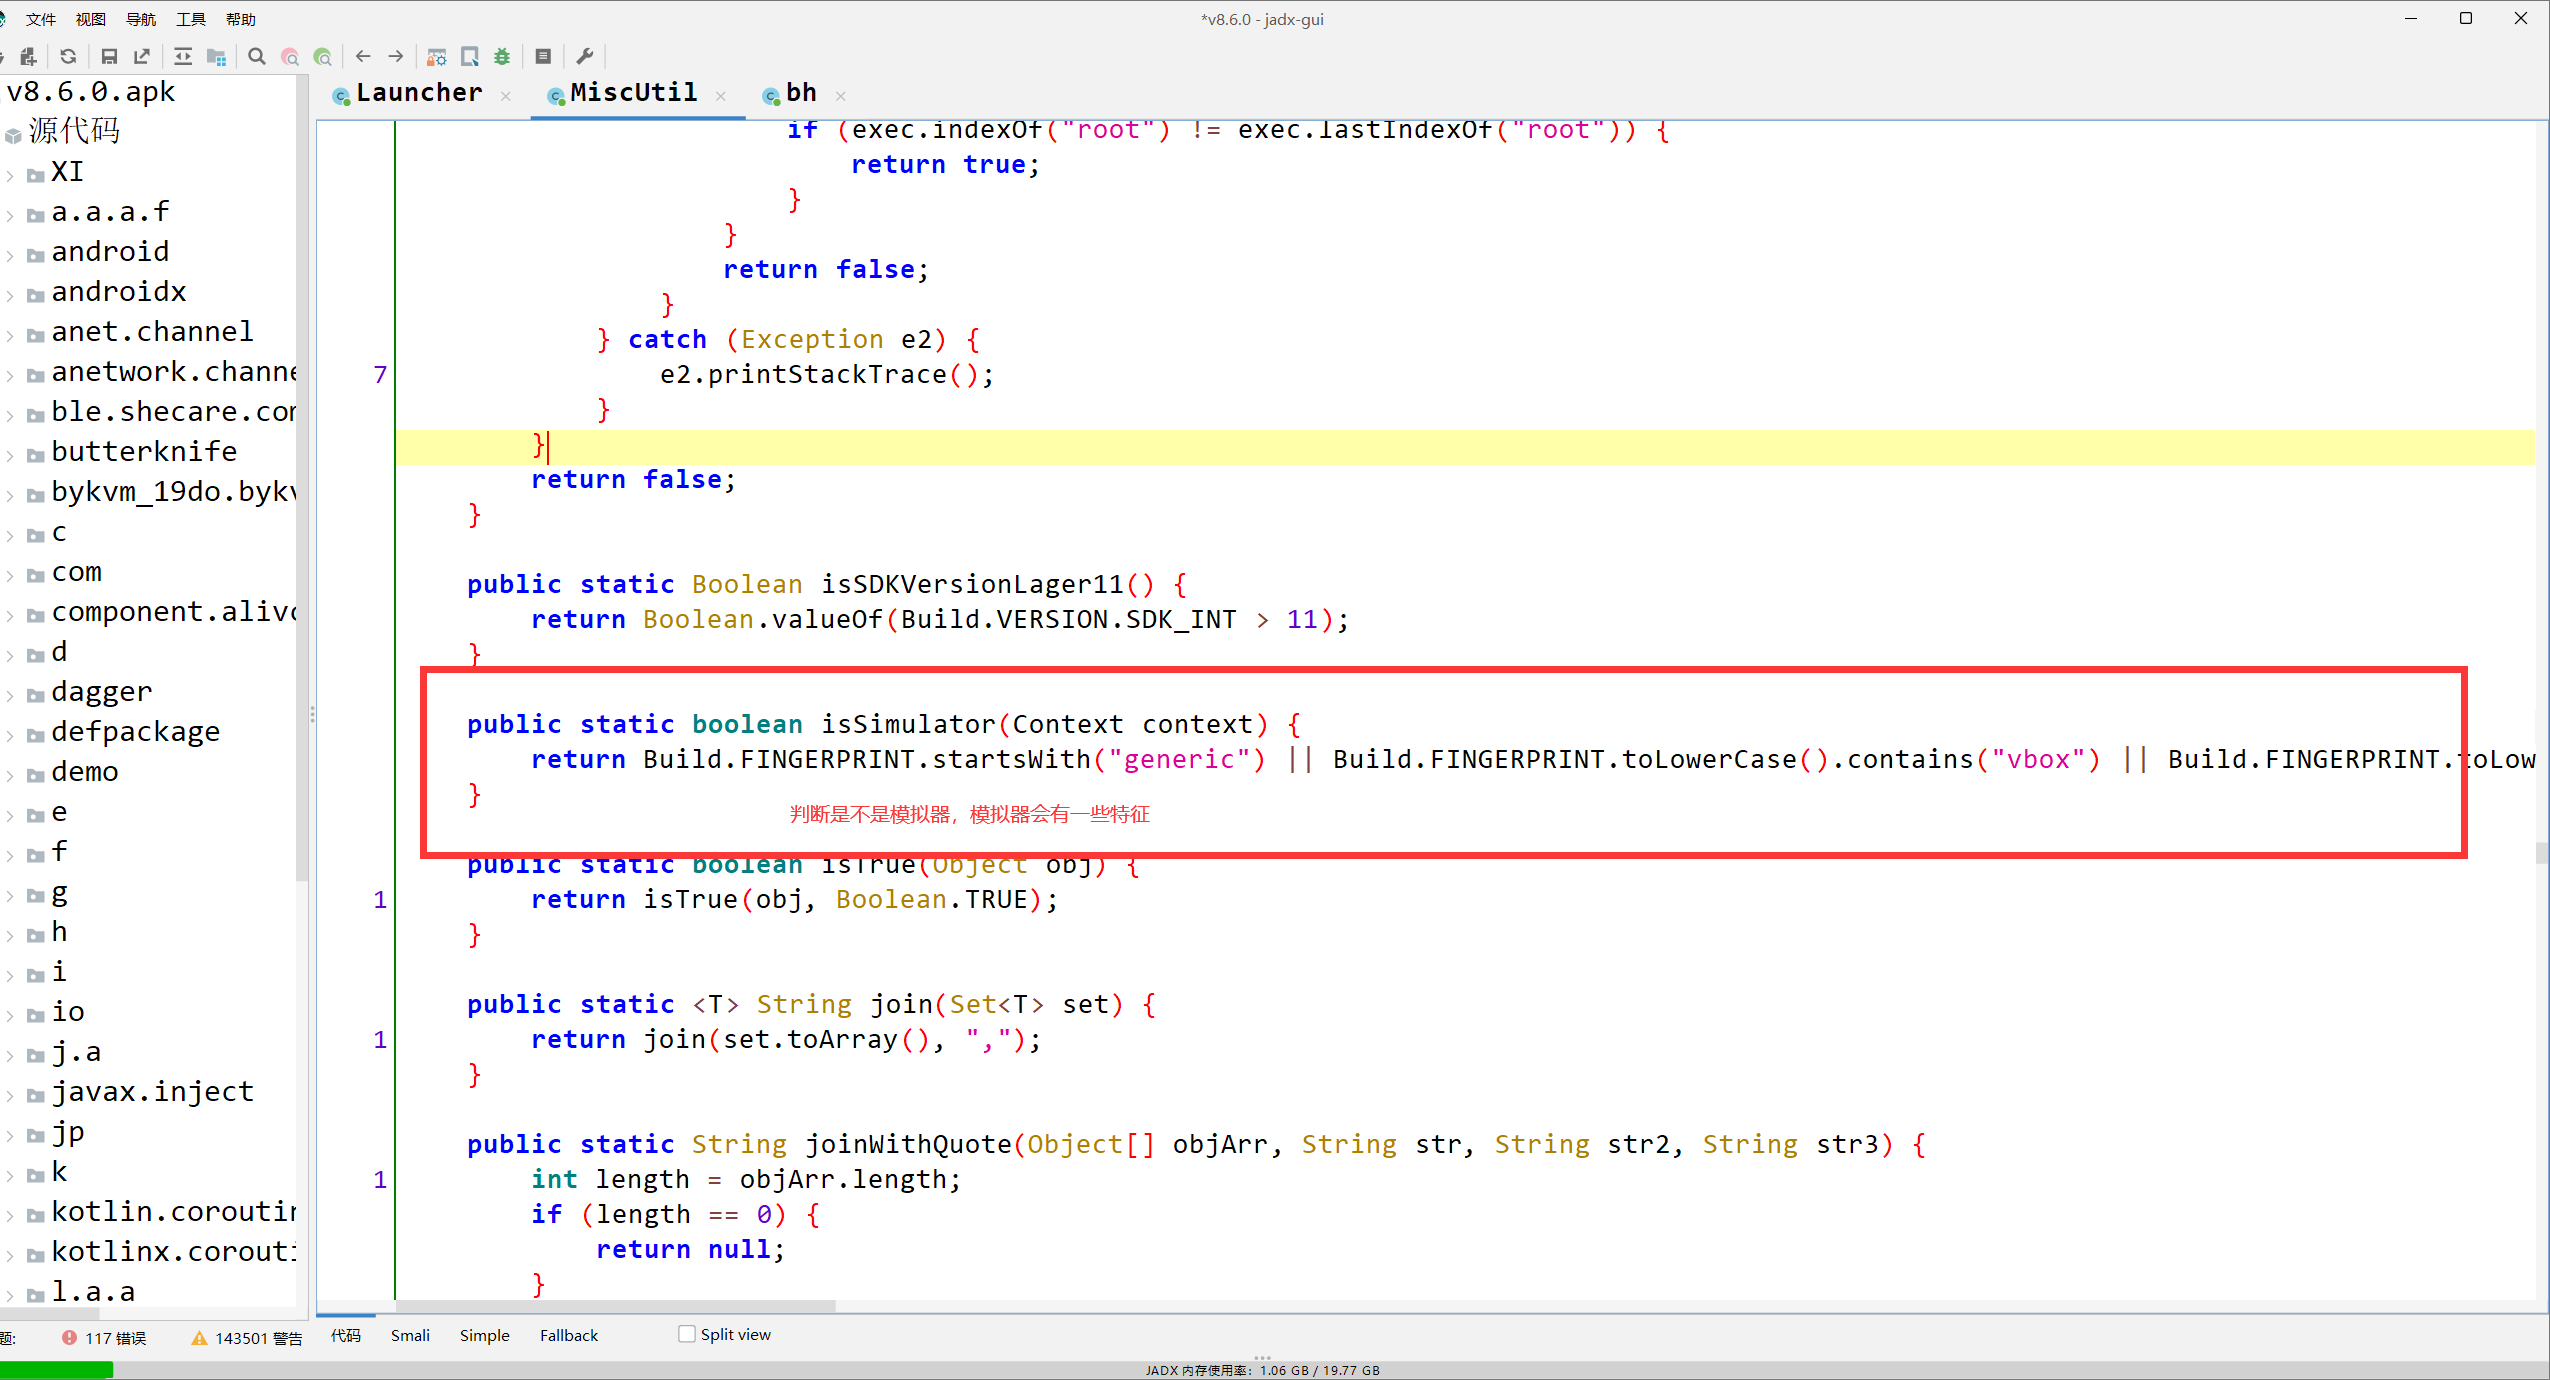 文件 视图 导航 工具 帮助
*v8.6.0 - jadx-gui
v8.6.0.apk
源代码
XI
a.a.a.f
android
androidx
anet.channel
anetwork.channe
ble.shecare.con
butterknife
bykvm_19do.bykv
c
com
component.alivc
d
dagger
defpackage
demo
e
f
g
h
i
io
j.a
javax.inject
jp
k
kotlin.coroutin
kotlinx.corouti
l.a.a
Launcher MiscUtil bh
if (exec.indexOf("root") != exec.lastIndexOf("root")) {
return true;
}
}
return false;
}
} catch (Exception e2) {
7 e2.printStackTrace();
}
}
return false;
}
public static Boolean isSDKVersionLager11() {
return Boolean.valueOf(Build.VERSION.SDK_INT > 11);
}
public static boolean isSimulator(Context context) {
return Build.FINGERPRINT.startsWith("generic") || Build.FINGERPRINT.toLowerCase().contains("vbox") || Build.FINGERPRINT.toLow
}
判断是不是模拟器，模拟器会有一些特征
public static boolean isTrue(Object obj) {
1 return isTrue(obj, Boolean.TRUE);
}
public static <T> String join(Set<T> set) {
1 return join(set.toArray(), ",");
}
public static String joinWithQuote(Object[] objArr, String str, String str2, String str3) {
1 int length = objArr.length;
if (length == 0) {
return null;
}
题: 117 错误 143501 警告 代码 Smali Simple Fallback Split view
JADX 内存使用率: 1.06 GB / 19.77 GB